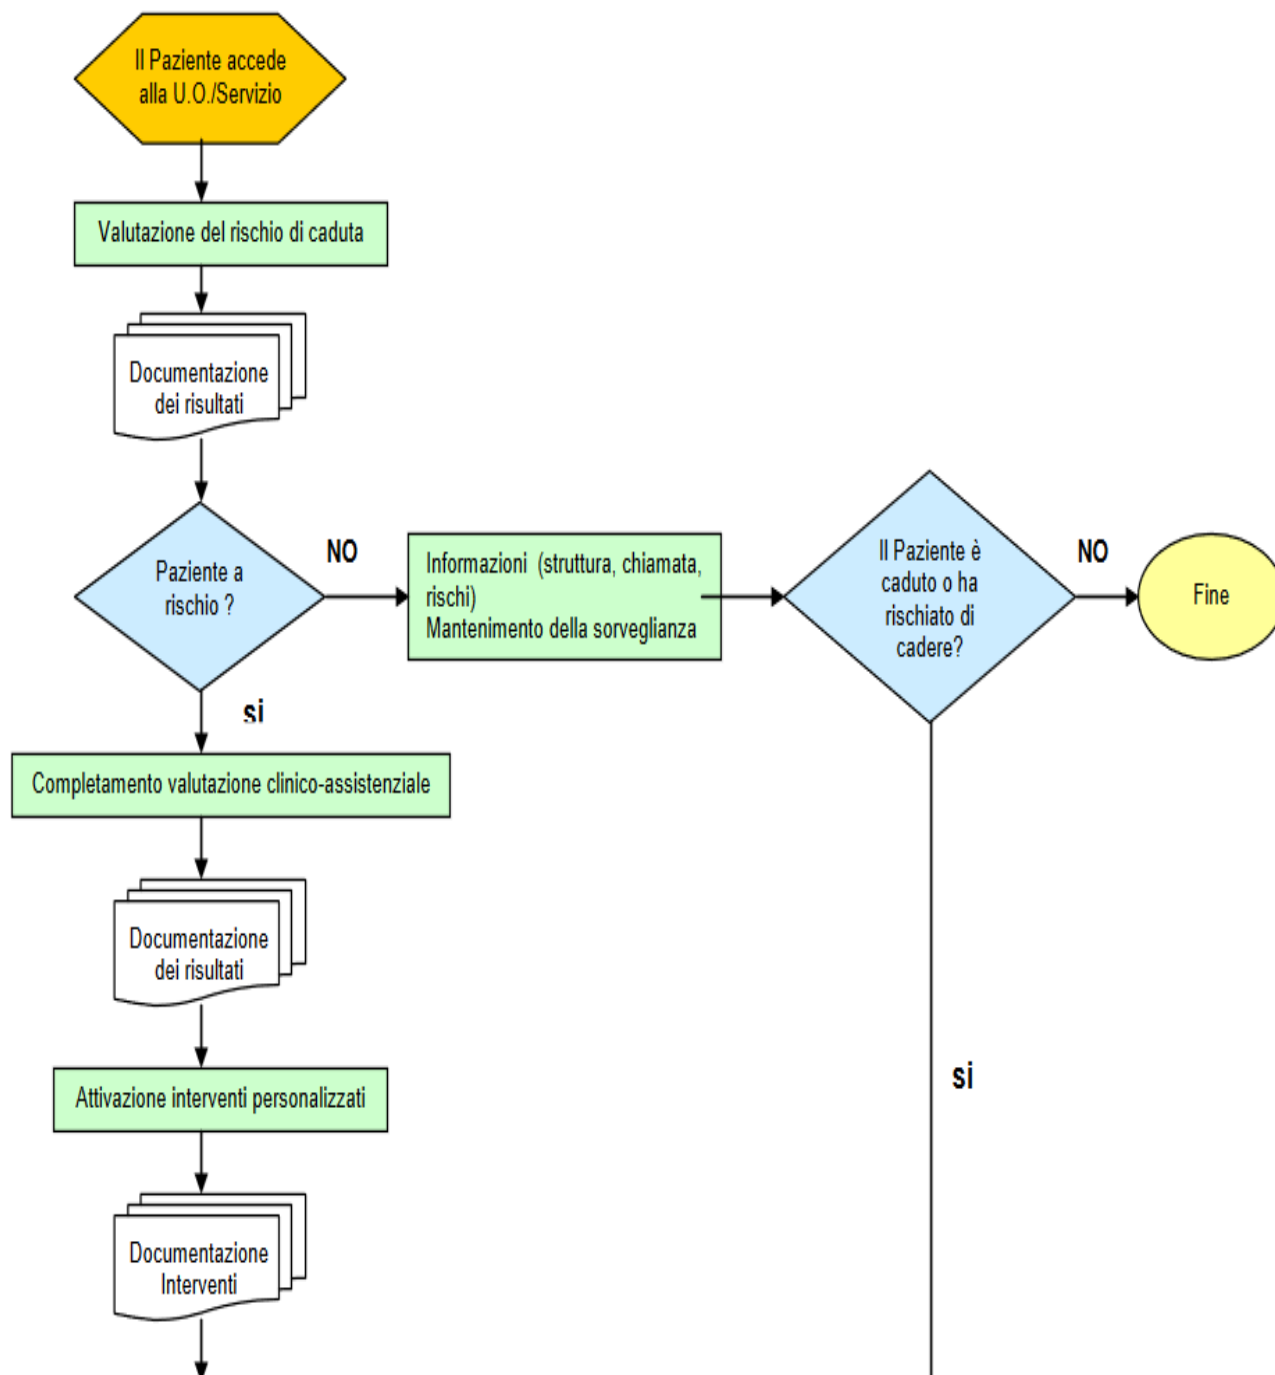 Il Paziente accede
alla U.O./Servizio
Valutazione del rischio di caduta
Documentazione
dei risultati
Paziente a
rischio ?
NO
Informazioni (struttura, chiamata,
rischi)
Mantenimento della sorveglianza
Il Paziente è
caduto o ha
rischiato di
cadere?
NO
Fine
si
Completamento valutazione clinico-assistenziale
Documentazione
dei risultati
si
Attivazione interventi personalizzati
Documentazione
Interventi